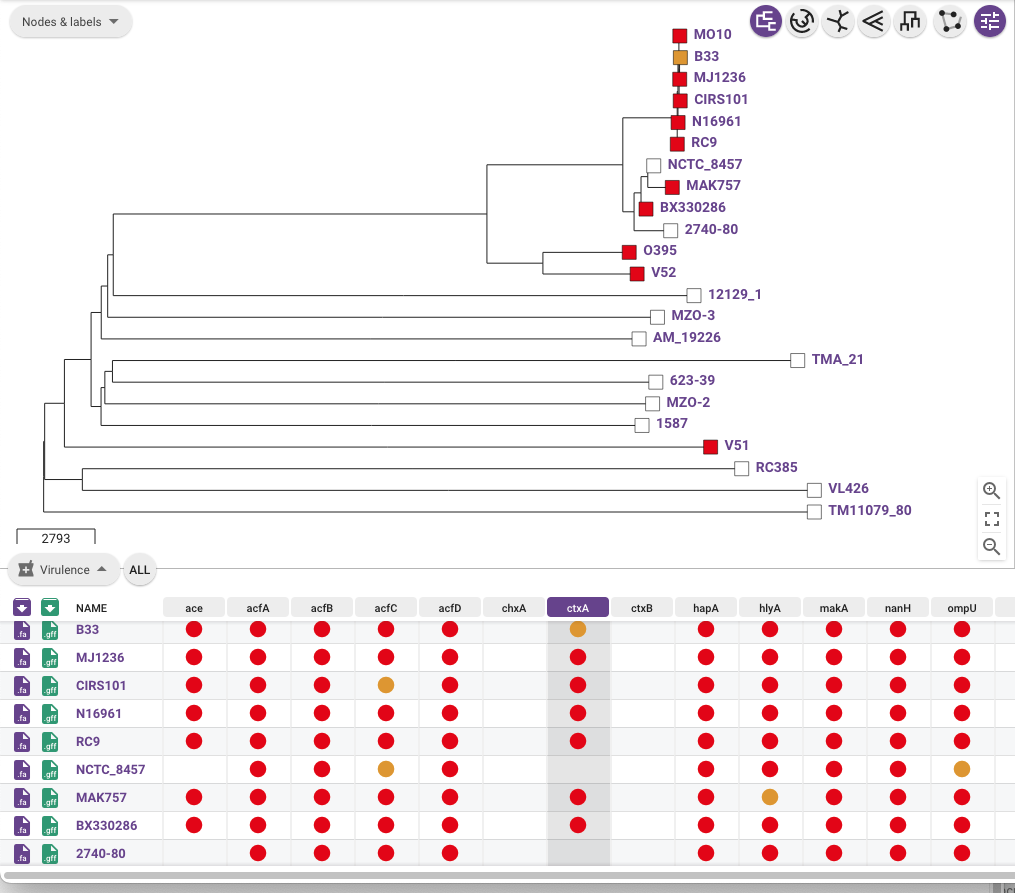 Nodes & labels
MO10
B33
MJ1236
CIRS101
N16961
RC9
NCTC_8457
MAK757
BX330286
2740-80
O395
V52
12129_1
MZO-3
AM_19226
TMA_21
623-39
MZO-2
1587
V51
RC385
VL426
TM11079_80
2793
Virulence ALL
NAME ace acfA acfB acfC acfD chxA ctxA ctxB hapA hlyA makA nanH ompU
.fa .gff B33
.fa .gff MJ1236
.fa .gff CIRS101
.fa .gff N16961
.fa .gff RC9
.fa .gff NCTC_8457
.fa .gff MAK757
.fa .gff BX330286
.fa .gff 2740-80